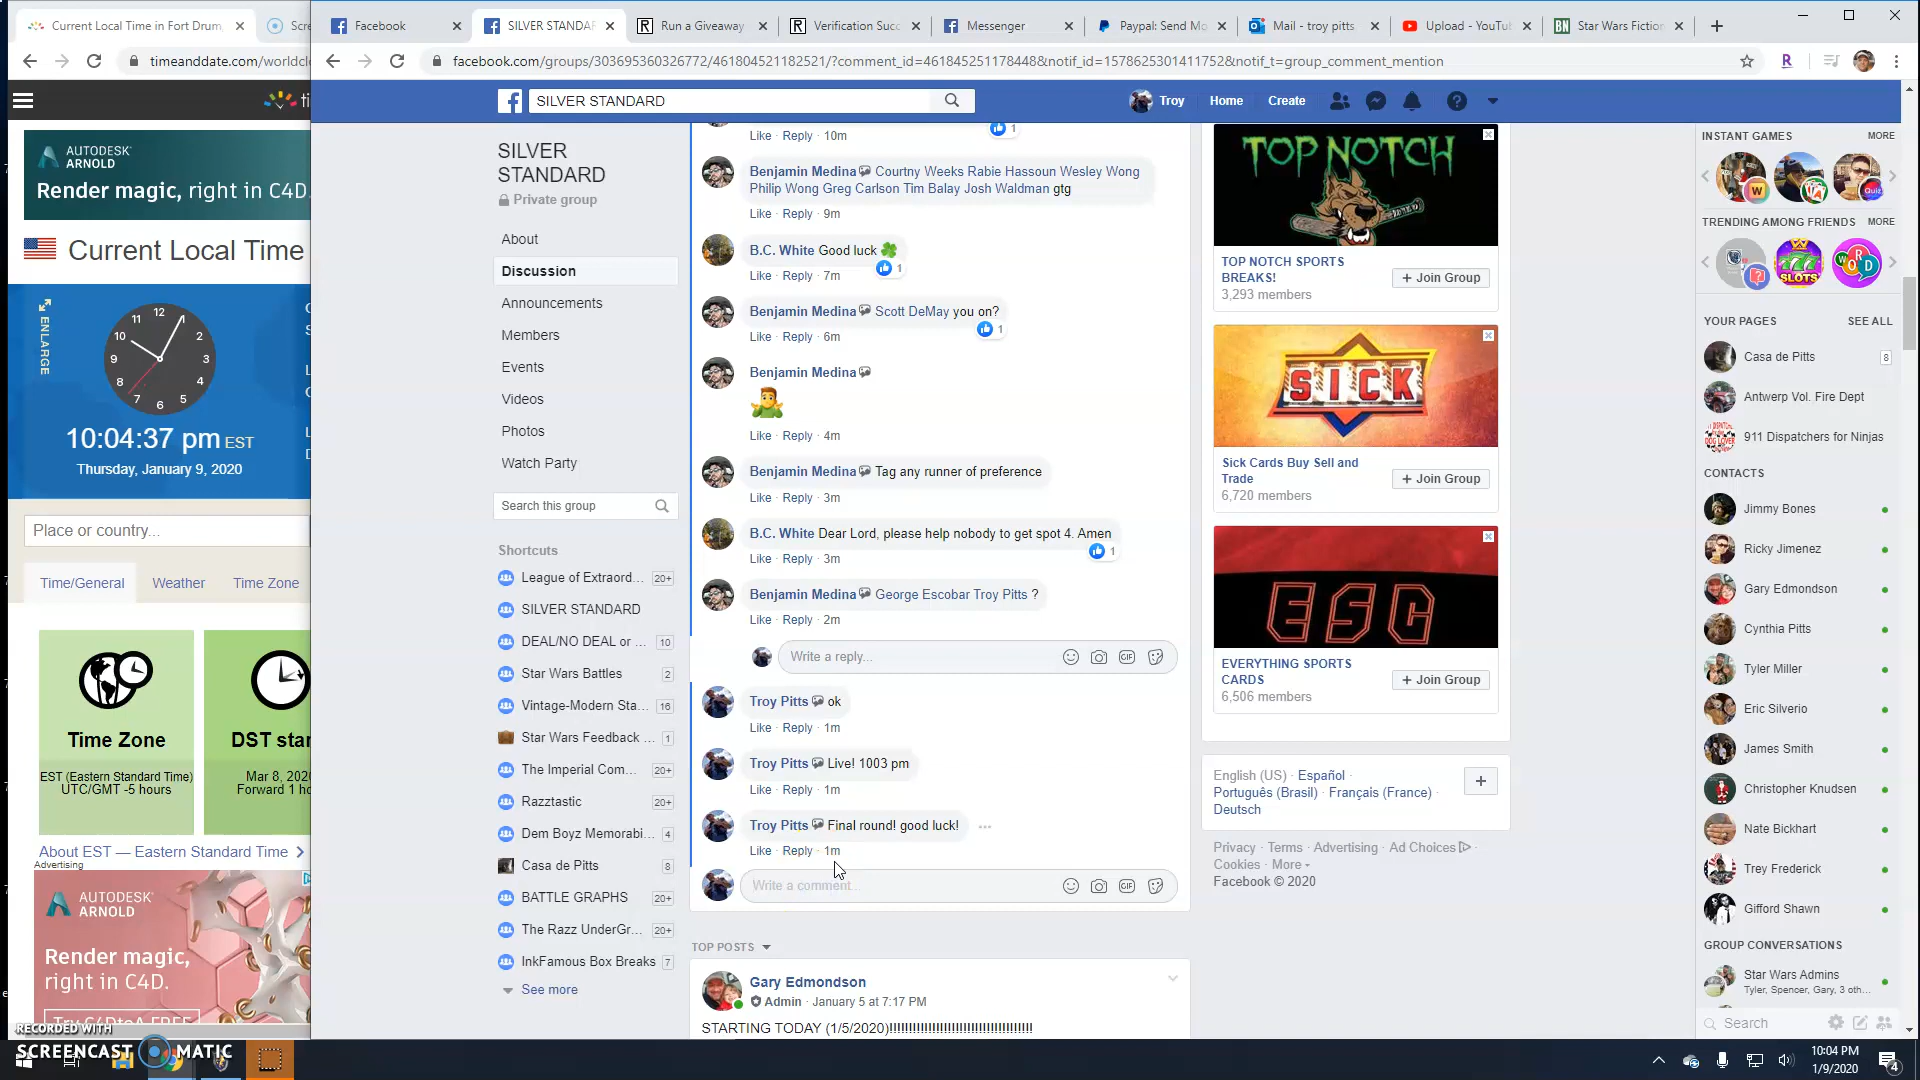 Current Local Time in Fort Drum,
Scre
Facebook
SILVER STANDAR
Run a Giveaway
Verification Succ
Messenger
Paypal: Send Mo
Mail - troy pitts
Upload - YouTub
Star Wars Fiction
timeanddate.com/worldclo
facebook.com/groups/303695360326772/461804521182521/?comment_id=461845251178448&notif_id=1578625301411752&notif_t=group_comment_mention
SILVER STANDARD
Troy
Home
Create
AUTODESK
ARNOLD
Render magic, right in C4D.
Current Local Time
ENLARGE
10:04:37 pm EST
Thursday, January 9, 2020
Place or country...
Time/General
Weather
Time Zone
Time Zone
EST (Eastern Standard Time)
UTC/GMT -5 hours
DST star
Mar 8, 2020
Forward 1 ho
About EST — Eastern Standard Time
Advertising
AUTODESK
ARNOLD
Render magic,
right in C4D.
Try C4DtoA FREE
RECORDED WITH
SCREENCAST MATIC
SILVER
STANDARD
Private group
About
Discussion
Announcements
Members
Events
Videos
Photos
Watch Party
Search this group
Shortcuts
League of Extraord... 20+
SILVER STANDARD
DEAL/NO DEAL or ... 10
Star Wars Battles 2
Vintage-Modern Sta... 16
Star Wars Feedback ... 1
The Imperial Com... 20+
Razztastic 20+
Dem Boyz Memorabi... 4
Casa de Pitts 8
BATTLE GRAPHS 20+
The Razz UnderGr... 20+
InkFamous Box Breaks 7
See more
Like · Reply · 10m
1
Benjamin Medina Courtny Weeks Rabie Hassoun Wesley Wong
Philip Wong Greg Carlson Tim Balay Josh Waldman gtg
Like · Reply · 9m
B.C. White Good luck
1
Like · Reply · 7m
Benjamin Medina Scott DeMay you on?
1
Like · Reply · 6m
Benjamin Medina
Like · Reply · 4m
Benjamin Medina Tag any runner of preference
Like · Reply · 3m
B.C. White Dear Lord, please help nobody to get spot 4. Amen
1
Like · Reply · 3m
Benjamin Medina George Escobar Troy Pitts ?
Like · Reply · 2m
Write a reply...
Troy Pitts ok
Like · Reply · 1m
Troy Pitts Live! 1003 pm
Like · Reply · 1m
Troy Pitts Final round! good luck!
Like · Reply · 1m
Write a comment...
TOP POSTS
Gary Edmondson
Admin · January 5 at 7:17 PM
STARTING TODAY (1/5/2020)!!!!!!!!!!!!!!!!!!!!!!!!!!!!!!!!!!!!
TOP NOTCH
TOP NOTCH SPORTS
BREAKS!
3,293 members
+ Join Group
SICK
Sick Cards Buy Sell and
Trade
6,720 members
+ Join Group
ESC
EVERYTHING SPORTS
CARDS
6,506 members
+ Join Group
English (US) · Español ·
Português (Brasil) · Français (France) ·
Deutsch
Privacy · Terms · Advertising · Ad Choices ·
Cookies · More
Facebook © 2020
INSTANT GAMES
MORE
TRENDING AMONG FRIENDS
MORE
YOUR PAGES
SEE ALL
Casa de Pitts 8
Antwerp Vol. Fire Dept
911 Dispatchers for Ninjas
CONTACTS
Jimmy Bones
Ricky Jimenez
Gary Edmondson
Cynthia Pitts
Tyler Miller
Eric Silverio
James Smith
Christopher Knudsen
Nate Bickhart
Trey Frederick
Gifford Shawn
GROUP CONVERSATIONS
Star Wars Admins
Tyler, Spencer, Gary, 3 oth...
Search
10:04 PM
1/9/2020
4